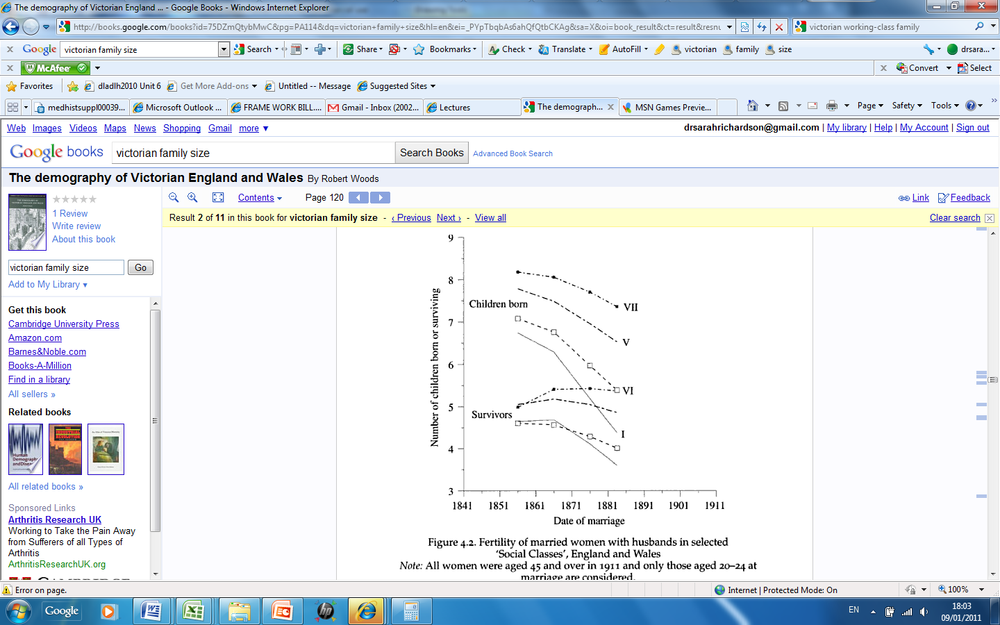 The demography of Victorian England ... - Google Books - Windows Internet Explorer
http://books.google.com/books?id=75DZmQtybMwC&pg=PA114&dq=victorian+family+size&hl=en&ei=_PYpTbqbAs6ahQfQtbCKAg&sa=X&oi=book_result&ct=result&resnu
victorian working-class family
Google victorian family size Search Share Bookmarks Check Translate AutoFill victorian family size drsara...
McAfee Convert Select
Favorites dladlh2010 Unit 6 Get More Add-ons Untitled -- Message Suggested Sites
medhistsuppl00039... Microsoft Outlook ... FRAME WORK BILL.... Gmail - Inbox (2002... Lectures The demograph... MSN Games Previe... Page Safety Tools
Web Images Videos Maps News Shopping Gmail more ▼ drsarahrichardson@gmail.com | My library | Help | My Account | Sign out
Google books victorian family size Search Books Advanced Book Search
The demography of Victorian England and Wales By Robert Woods
1 Review
Write review
About this book
victorian family size Go
Add to My Library ▾
Get this book
Cambridge University Press
Amazon.com
Barnes&Noble.com
Books-A-Million
Find in a library
All sellers »
Related books
All related books »
Sponsored Links
Arthritis Research UK
Working to Take the Pain Away
from Sufferers of all Types of
Arthritis
ArthritisResearchUK.org
Contents Page 120 Link Feedback
Result 2 of 11 in this book for victorian family size - ‹ Previous Next › - View all Clear search
9
8
7
6
5
4
3
Number of children born or surviving
Children born
Survivors
VII
V
VI
I
1841 1851 1861 1871 1881 1891 1901 1911
Date of marriage
Figure 4.2. Fertility of married women with husbands in selected
'Social Classes', England and Wales
Note: All women were aged 45 and over in 1911 and only those aged 20–24 at
marriage are considered.
Error on page. Internet | Protected Mode: On 100%
Google EN 18:03
09/01/2011